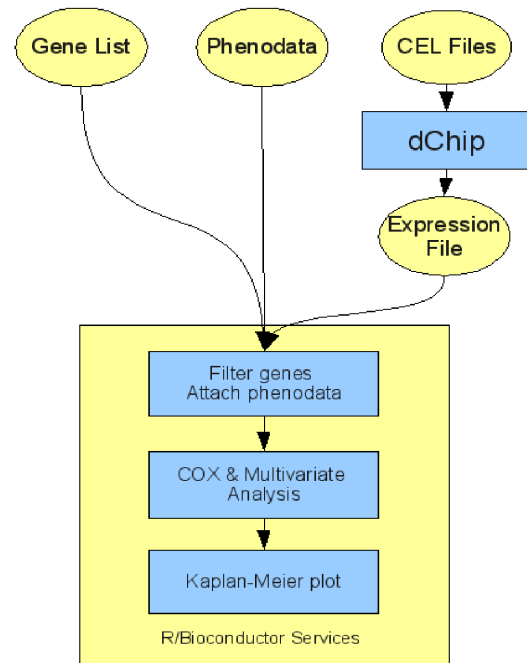 Gene List
Phenodata
CEL Files
dChip
Expression
File
Filter genes
Attach phenodata
COX & Multivariate
Analysis
Kaplan-Meier plot
R/Bioconductor Services